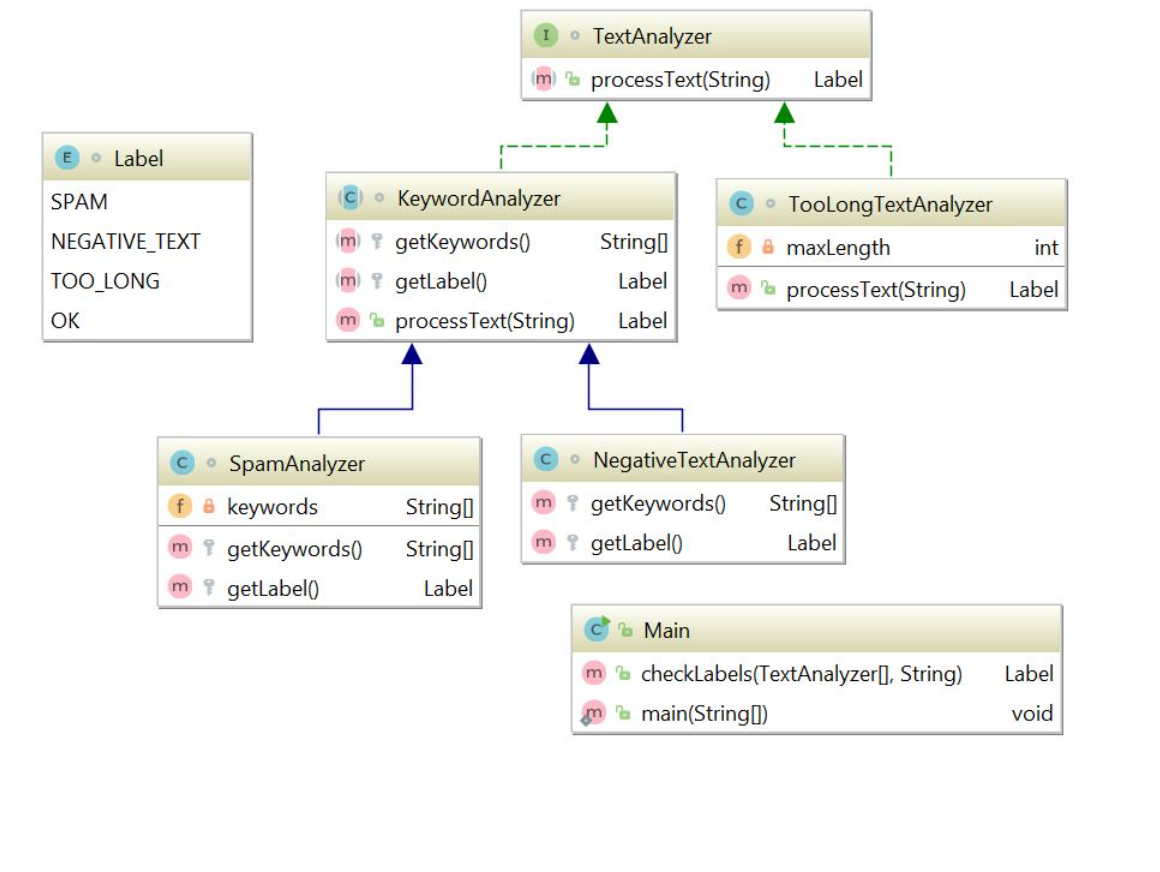 I TextAnalyzer
m processText(String) Label
E Label
SPAM
NEGATIVE_TEXT
TOO_LONG
OK
C KeywordAnalyzer
m getKeywords() String[]
m getLabel() Label
m processText(String) Label
C TooLongTextAnalyzer
f maxLength int
m processText(String) Label
C SpamAnalyzer
f keywords String[]
m getKeywords() String[]
m getLabel() Label
C NegativeTextAnalyzer
m getKeywords() String[]
m getLabel() Label
C Main
m checkLabels(TextAnalyzer[], String) Label
m main(String[]) void